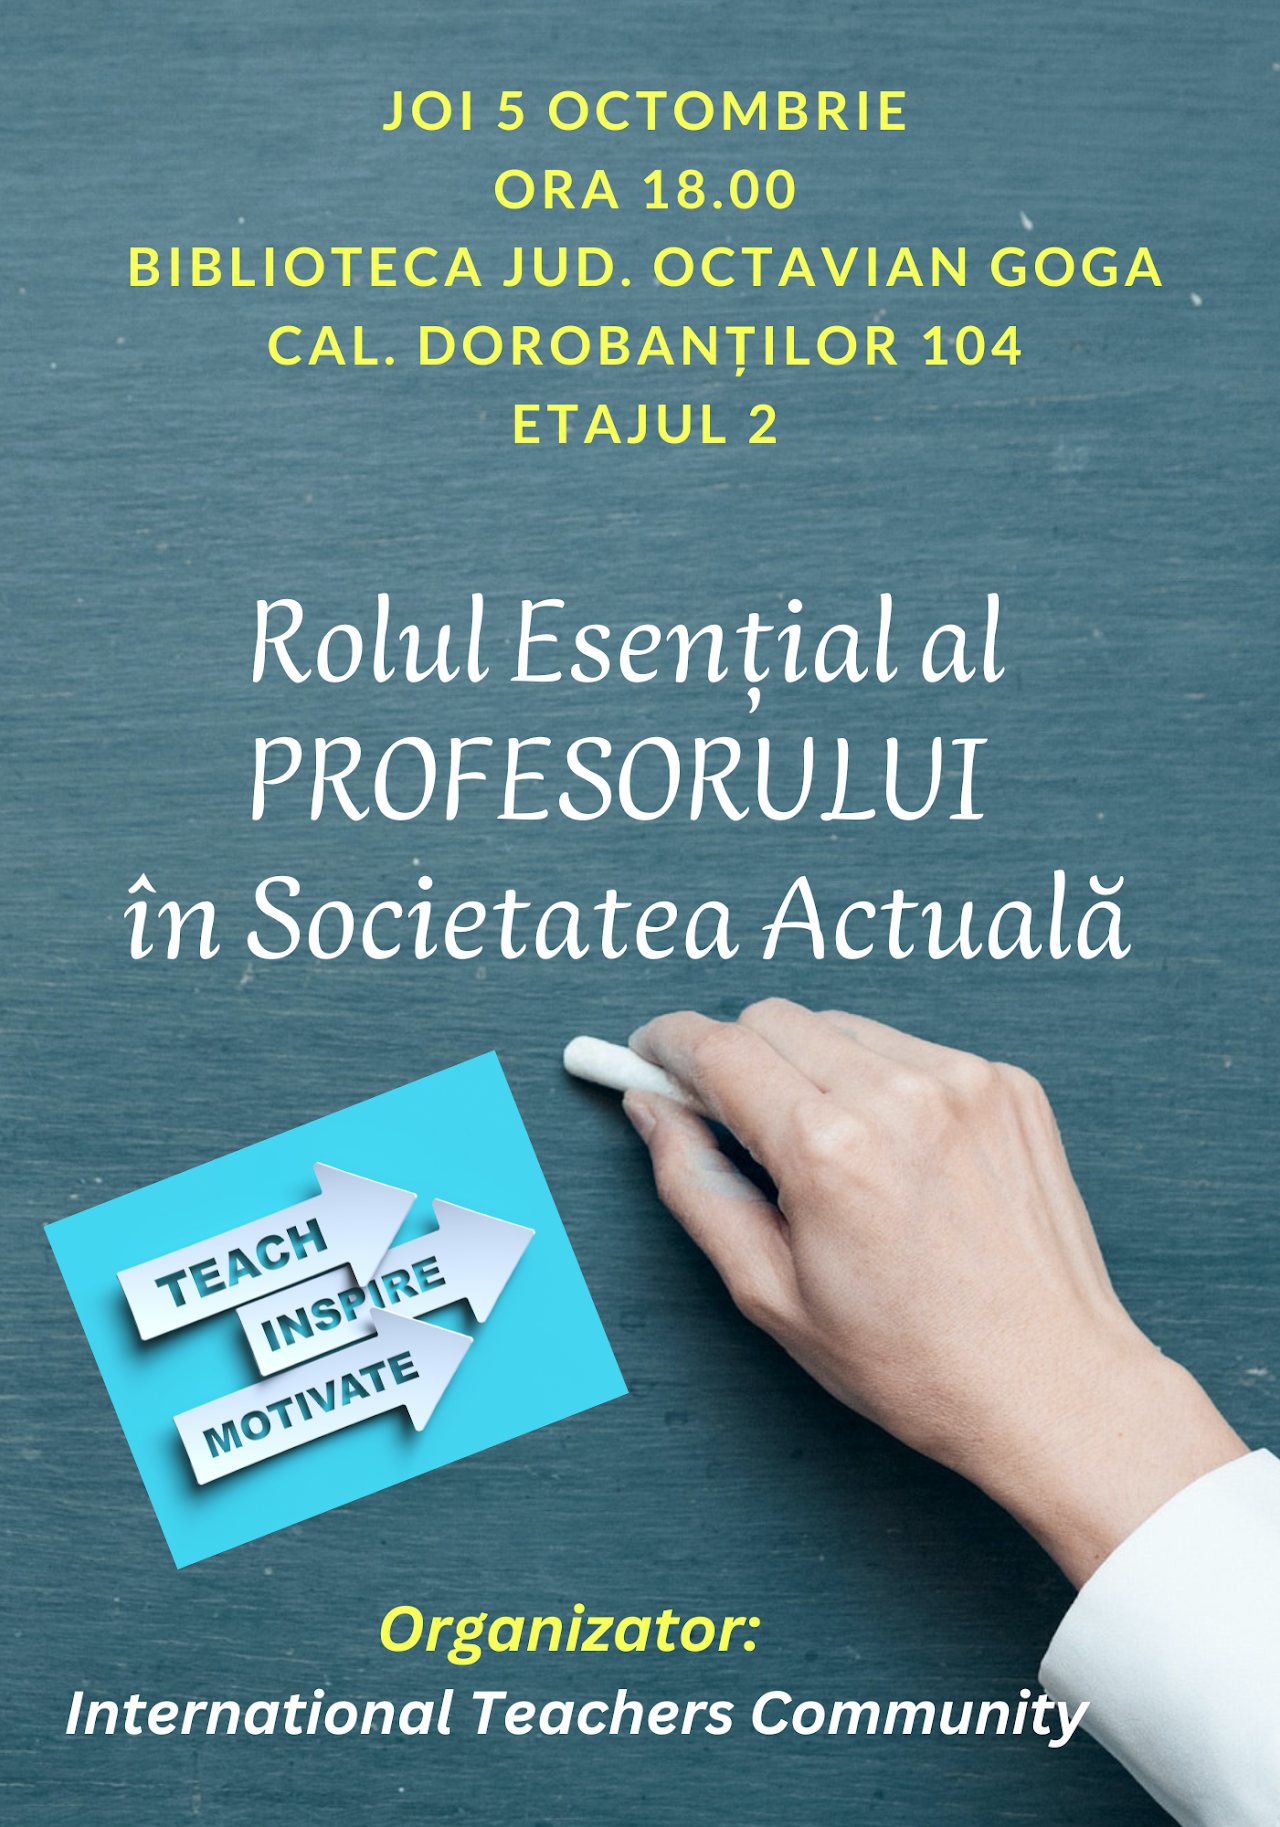 JOI 5 OCTOMBRIE
ORA 18.00
BIBLIOTECA JUD. OCTAVIAN GOGA
CAL. DOROBANȚILOR 104
ETAJUL 2
Rolul Esențial al
PROFESORULUI
în Societatea Actuală
TEACH
INSPIRE
MOTIVATE
Organizator:
International Teachers Community